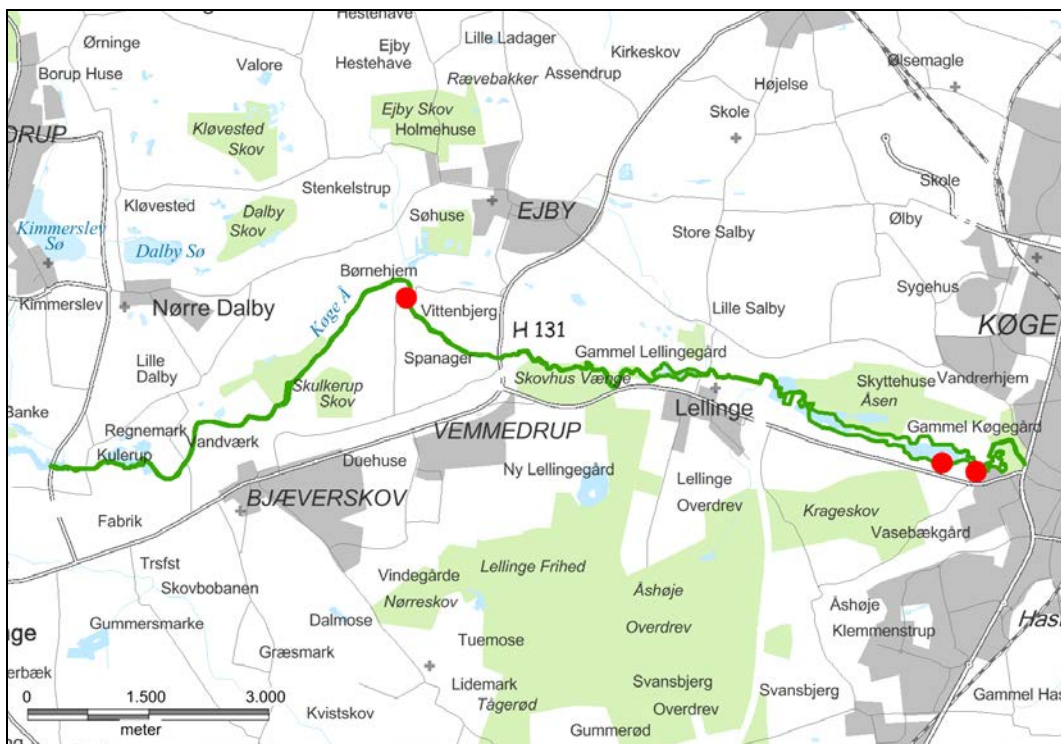 Hestehave
Ørninge
Ejby
Hestehave
Lille Ladager
Kirkeskov
Borup Huse
Valore
Rævebakker
Assendrup
Ølsemagle
Højelse
DRUP
Kløvested
Skov
Ejby Skov
Holmehuse
Skole
Stenkelstrup
Skole
Kløvested
Dalby
Skov
Søhuse
EJBY
Ølby
Kimmerslev
Sø
Dalby Sø
Store Salby
Børnehjem
Sygehus
Kimmerslev
Nørre Dalby
Køge Å
Vittenbjerg
Lille Salby
H 131
KØGE
Lille
Dalby
Spanager
Gammel Lellingegård
Skulkerup
Skov
Skovhus Vænge
Skyttehuse
Åsen
Vandrerhjem
Banke
Regnemark
Vandværk
Lellinge
Gammel Køgegård
Kulerup
VEMMEDRUP
Duehuse
Ny Lellingegård
Lellinge
Overdrev
BJÆVERSKOV
Krageskov
Fabrik
Vasebækgård
Trsfst
Skovbobanen
Vindegårde
Nørreskov
Lellinge Frihed
Åshøje
Overdrev
Åshøje
Klemmenstrup
Gummersmarke
Dalmose
Hast
nge
Græsmark
Tuemose
erbæk
Lidemark
Tågerød
Svansbjerg
Overdrev
Svansbjerg
Gammel Has
0 1.500 3.000
meter
Kvistskov
Gummerød
ng